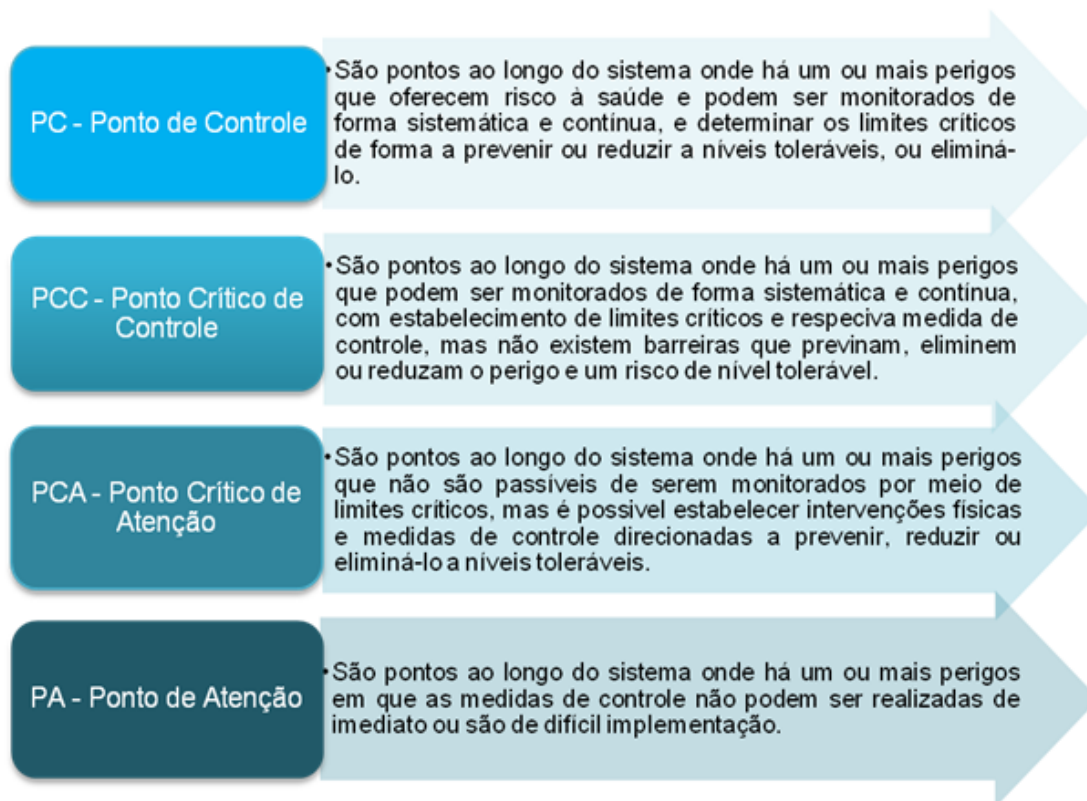 PC - Ponto de Controle
•São pontos ao longo do sistema onde há um ou mais perigos
que oferecem risco à saúde e podem ser monitorados de
forma sistemática e contínua, e determinar os limites críticos
de forma a prevenir ou reduzir a níveis toleráveis, ou eliminá-
lo.
PCC - Ponto Crítico de
Controle
•São pontos ao longo do sistema onde há um ou mais perigos
que podem ser monitorados de forma sistemática e contínua,
com estabelecimento de limites críticos e respeciva medida de
controle, mas não existem barreiras que previnam, eliminem
ou reduzam o perigo e um risco de nível tolerável.
PCA - Ponto Crítico de
Atenção
•São pontos ao longo do sistema onde há um ou mais perigos
que não são passíveis de serem monitorados por meio de
limites críticos, mas é possivel estabelecer intervenções físicas
e medidas de controle direcionadas a prevenir, reduzir ou
eliminá-lo a níveis toleráveis.
PA - Ponto de Atenção
•São pontos ao longo do sistema onde há um ou mais perigos
em que as medidas de controle não podem ser realizadas de
imediato ou são de difícil implementação.